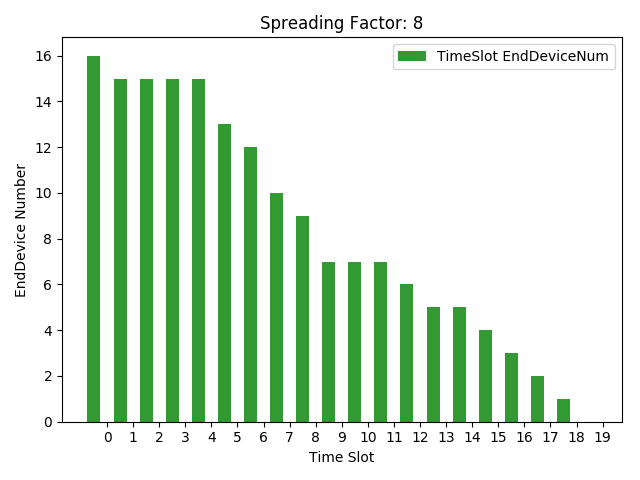 Spreading Factor: 8
TimeSlot EndDeviceNum
16
14
12
10
8
6
4
2
0
EndDevice Number
0 1 2 3 4 5 6 7 8 9 10 11 12 13 14 15 16 17 18 19
Time Slot